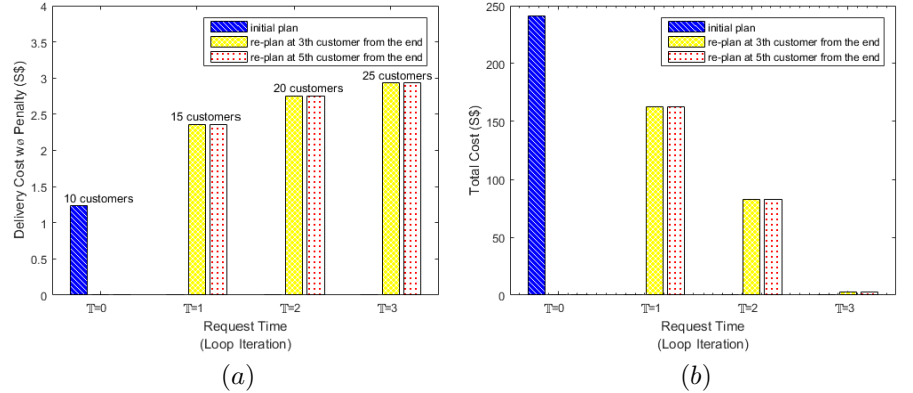 4
3.5
3
2.5
2
1.5
1
0.5
0
Delivery Cost wø Penalty (S$)
initial plan
re-plan at 3th customer from the end
re-plan at 5th customer from the end
10 customers
15 customers
20 customers
25 customers
𝕋=0
𝕋=1
𝕋=2
𝕋=3
Request Time
(Loop Iteration)
(a)
250
200
150
100
50
0
Total Cost (S$)
initial plan
re-plan at 3th customer from the end
re-plan at 5th customer from the end
𝕋=0
𝕋=1
𝕋=2
𝕋=3
Request Time
(Loop Iteration)
(b)